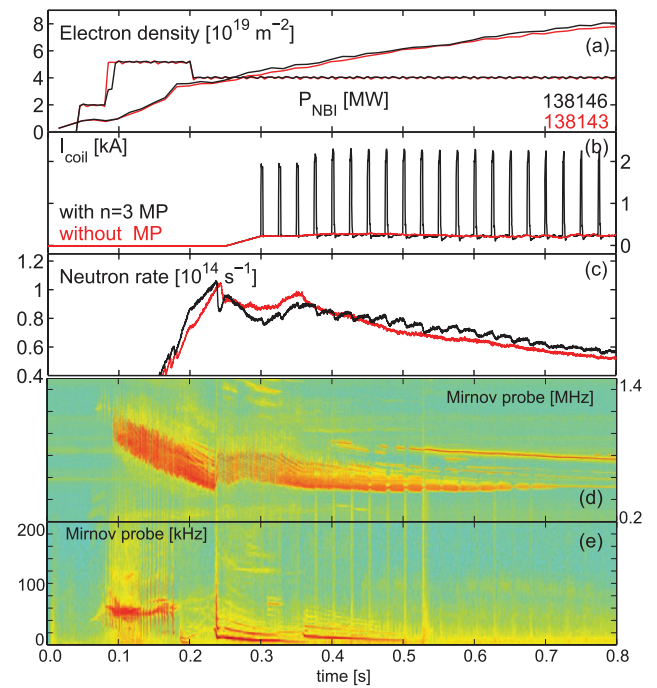 8
Electron density [10¹⁹ m⁻²]
(a)
6
4
2
P_NBI [MW]
138146
138143
0
I_coil [kA]
(b)
2
with n=3 MP
1
without MP
0
1.2
Neutron rate [10¹⁴ s⁻¹]
(c)
1.0
0.8
0.6
0.4
Mirnov probe [MHz]
1.4
(d)
0.2
200
Mirnov probe [kHz]
(e)
100
0
0.0 0.1 0.2 0.3 0.4 0.5 0.6 0.7 0.8
time [s]